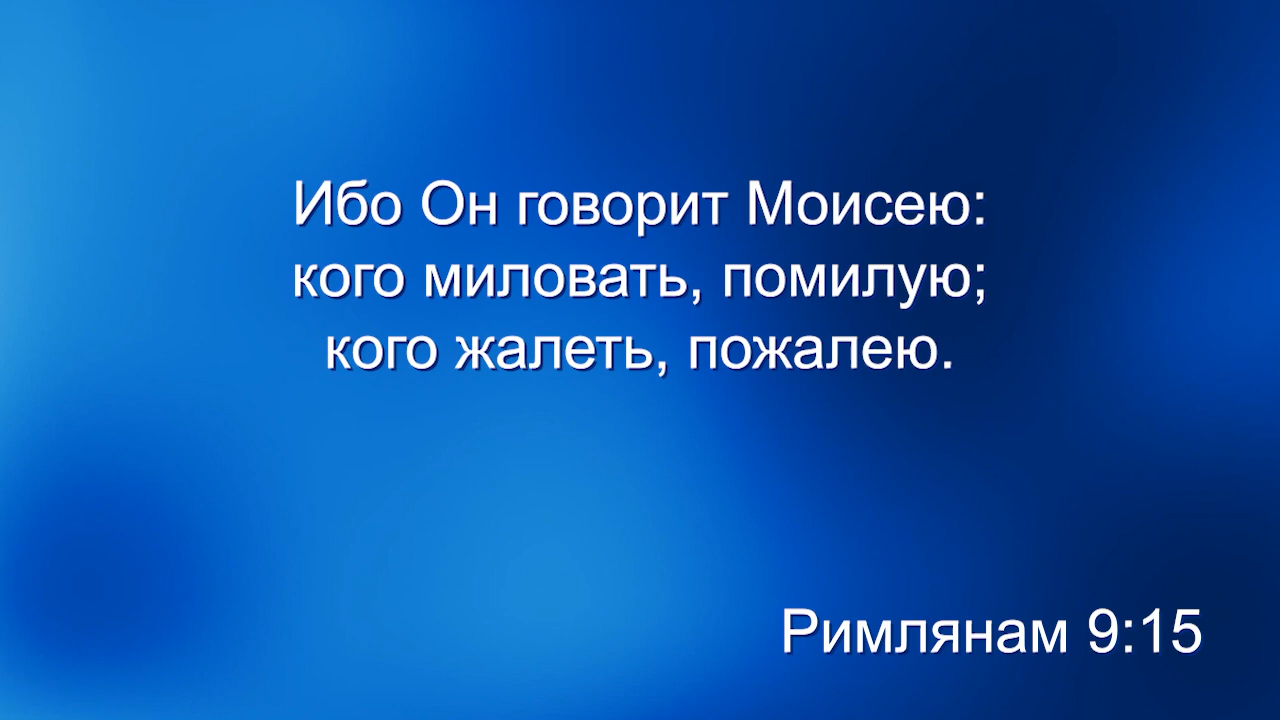 Ибо Он говорит Моисею:
кого миловать, помилую;
кого жалеть, пожалею.
Римлянам 9:15